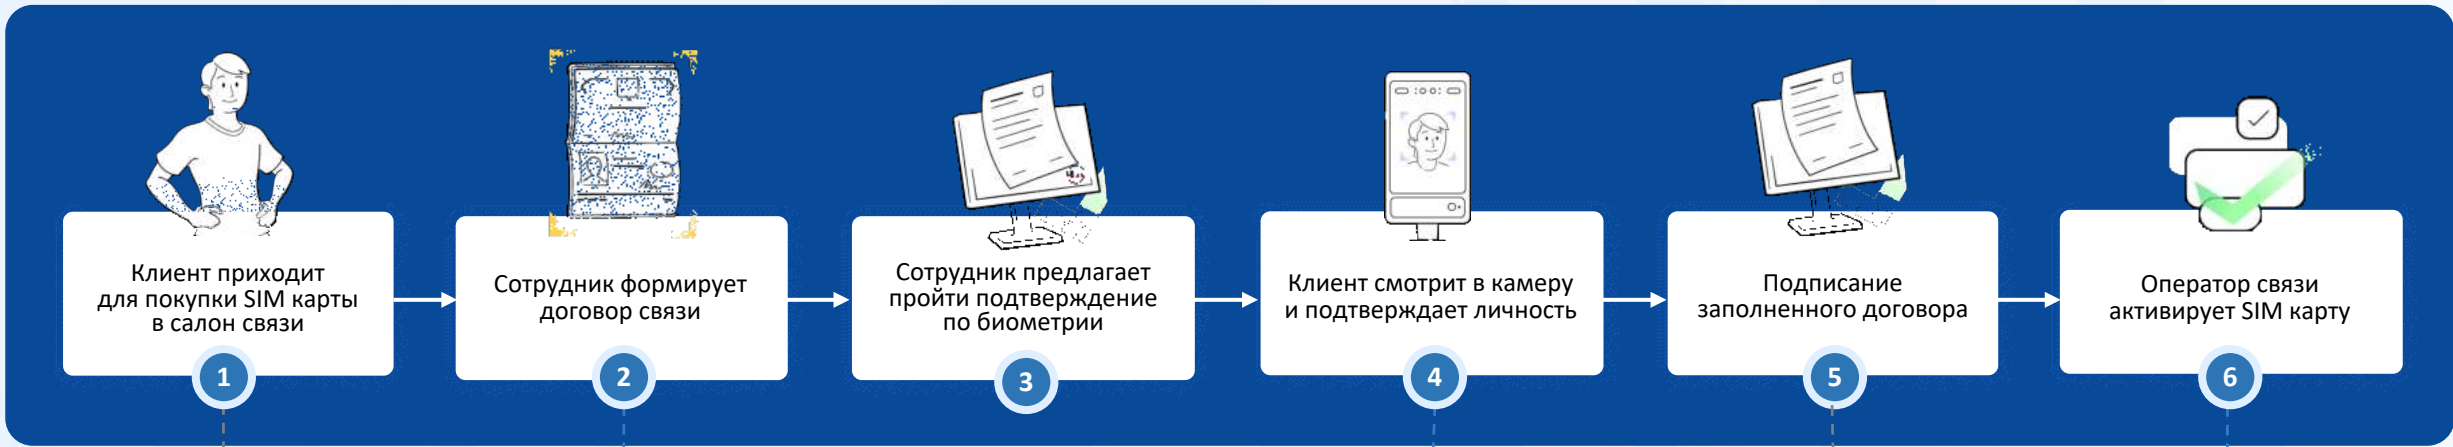 Клиент приходит
для покупки SIM карты
в салон связи
1
Сотрудник формирует
договор связи
2
Сотрудник предлагает
пройти подтверждение
по биометрии
3
Клиент смотрит в камеру
и подтверждает личность
4
Подписание
заполненного договора
5
Оператор связи
активирует SIM карту
6